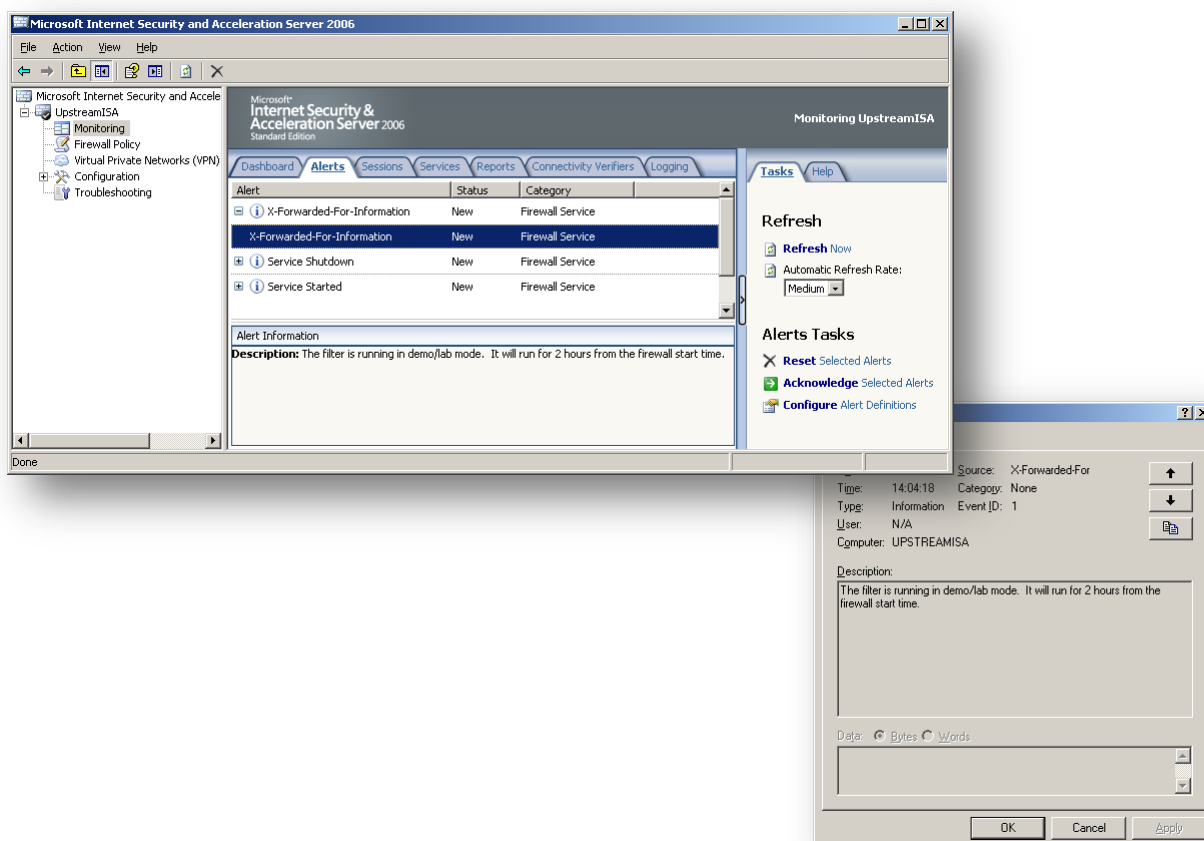 Microsoft Internet Security and Acceleration Server 2006
File Action View Help
Microsoft Internet Security and Accele
UpstreamISA
Monitoring
Firewall Policy
Virtual Private Networks (VPN)
Configuration
Troubleshooting
Microsoft
Internet Security &
Acceleration Server 2006
Standard Edition
Monitoring UpstreamISA
Dashboard Alerts Sessions Services Reports Connectivity Verifiers Logging
Alert Status Category
X-Forwarded-For-Information New Firewall Service
X-Forwarded-For-Information New Firewall Service
Service Shutdown New Firewall Service
Service Started New Firewall Service
Alert Information
Description: The filter is running in demo/lab mode. It will run for 2 hours from the firewall start time.
Tasks Help
Refresh
Refresh Now
Automatic Refresh Rate:
Medium
Alerts Tasks
Reset Selected Alerts
Acknowledge Selected Alerts
Configure Alert Definitions
Done
Source: X-Forwarded-For
Time: 14:04:18 Category: None
Type: Information Event ID: 1
User: N/A
Computer: UPSTREAMISA
Description:
The filter is running in demo/lab mode. It will run for 2 hours from the
firewall start time.
Data: Bytes Words
OK Cancel Apply